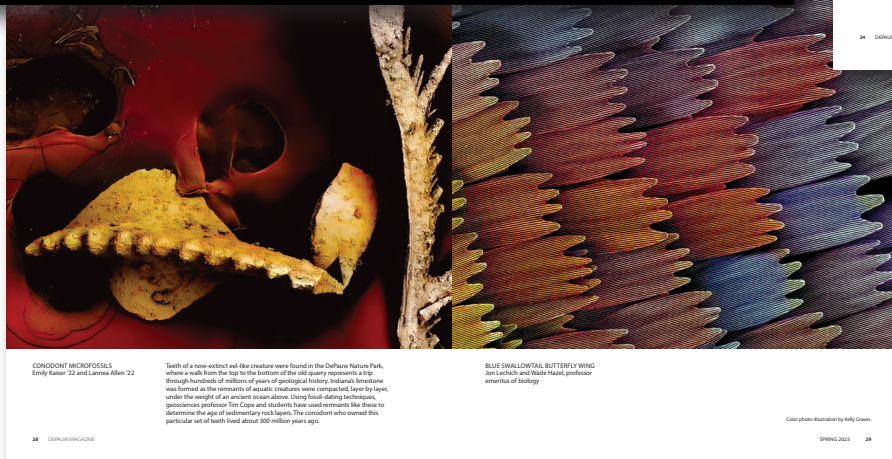 34 DEPAU
CONODONT MICROFOSSILS
Emily Kaiser '22 and Lannea Allen '22
Teeth of a now-extinct eel-like creature were found in the DePauw Nature Park,
where a walk from the top to the bottom of the old quarry represents a trip
through hundreds of millions of years of geological history. Indiana's limestone
was formed as the remnants of aquatic creatures were compacted, layer by layer,
under the weight of an ancient ocean above. Using fossil-dating techniques,
geosciences professor Tim Cope and students have used remnants like these to
determine the age of sedimentary rock layers. The conodont who owned this
particular set of teeth lived about 300 million years ago.
BLUE SWALLOWTAIL BUTTERFLY WING
Jon Lechich and Wade Hazel, professor
emeritus of biology
Color photo-illustration by Kelly Graves.
28 DEPAUW MAGAZINE
SPRING 2023 29